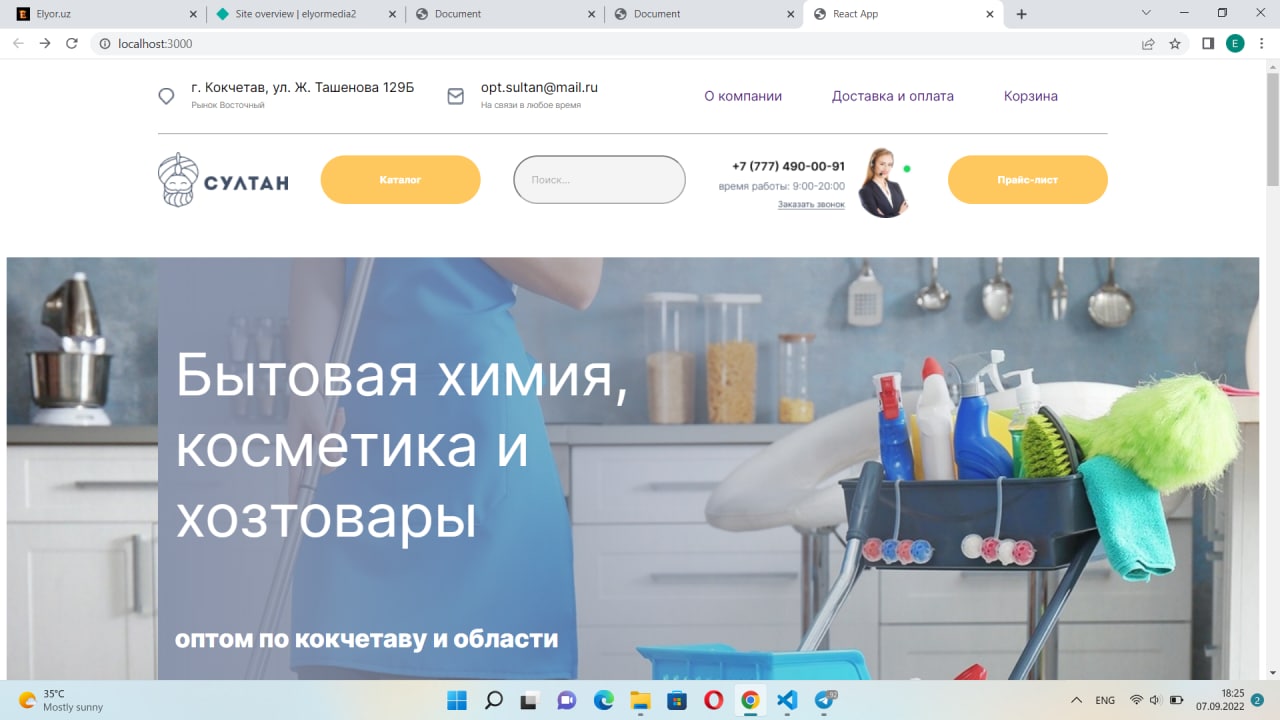 Elyor.uz
Site overview | elyormedia2
Document
Document
React App
localhost:3000
E
г. Кокчетав, ул. Ж. Ташенова 129Б
Рынок Восточный
opt.sultan@mail.ru
На связи в любое время
О компании
Доставка и оплата
Корзина
СУЛТАН
Каталог
Поиск...
+7 (777) 490-00-91
время работы: 9:00-20:00
Заказать звонок
Прайс-лист
Бытовая химия,
косметика и
хозтовары
оптом по кокчетаву и области
35°C
Mostly sunny
ENG
18:25
07.09.2022
2